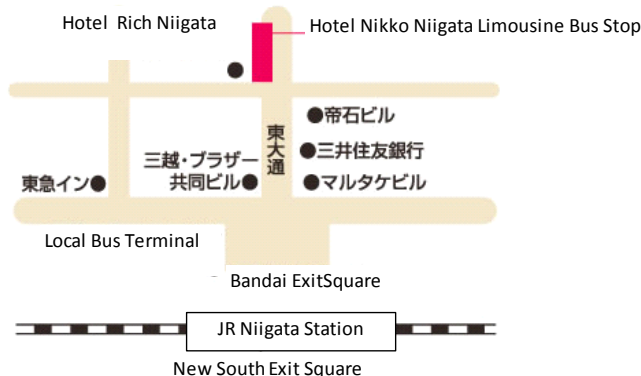 Hotel Rich Niigata
Hotel Nikko Niigata Limousine Bus Stop
帝石ビル
東大通
三井住友銀行
三越・ブラザー
共同ビル
東急イン
マルタケビル
Local Bus Terminal
Bandai ExitSquare
JR Niigata Station
New South Exit Square